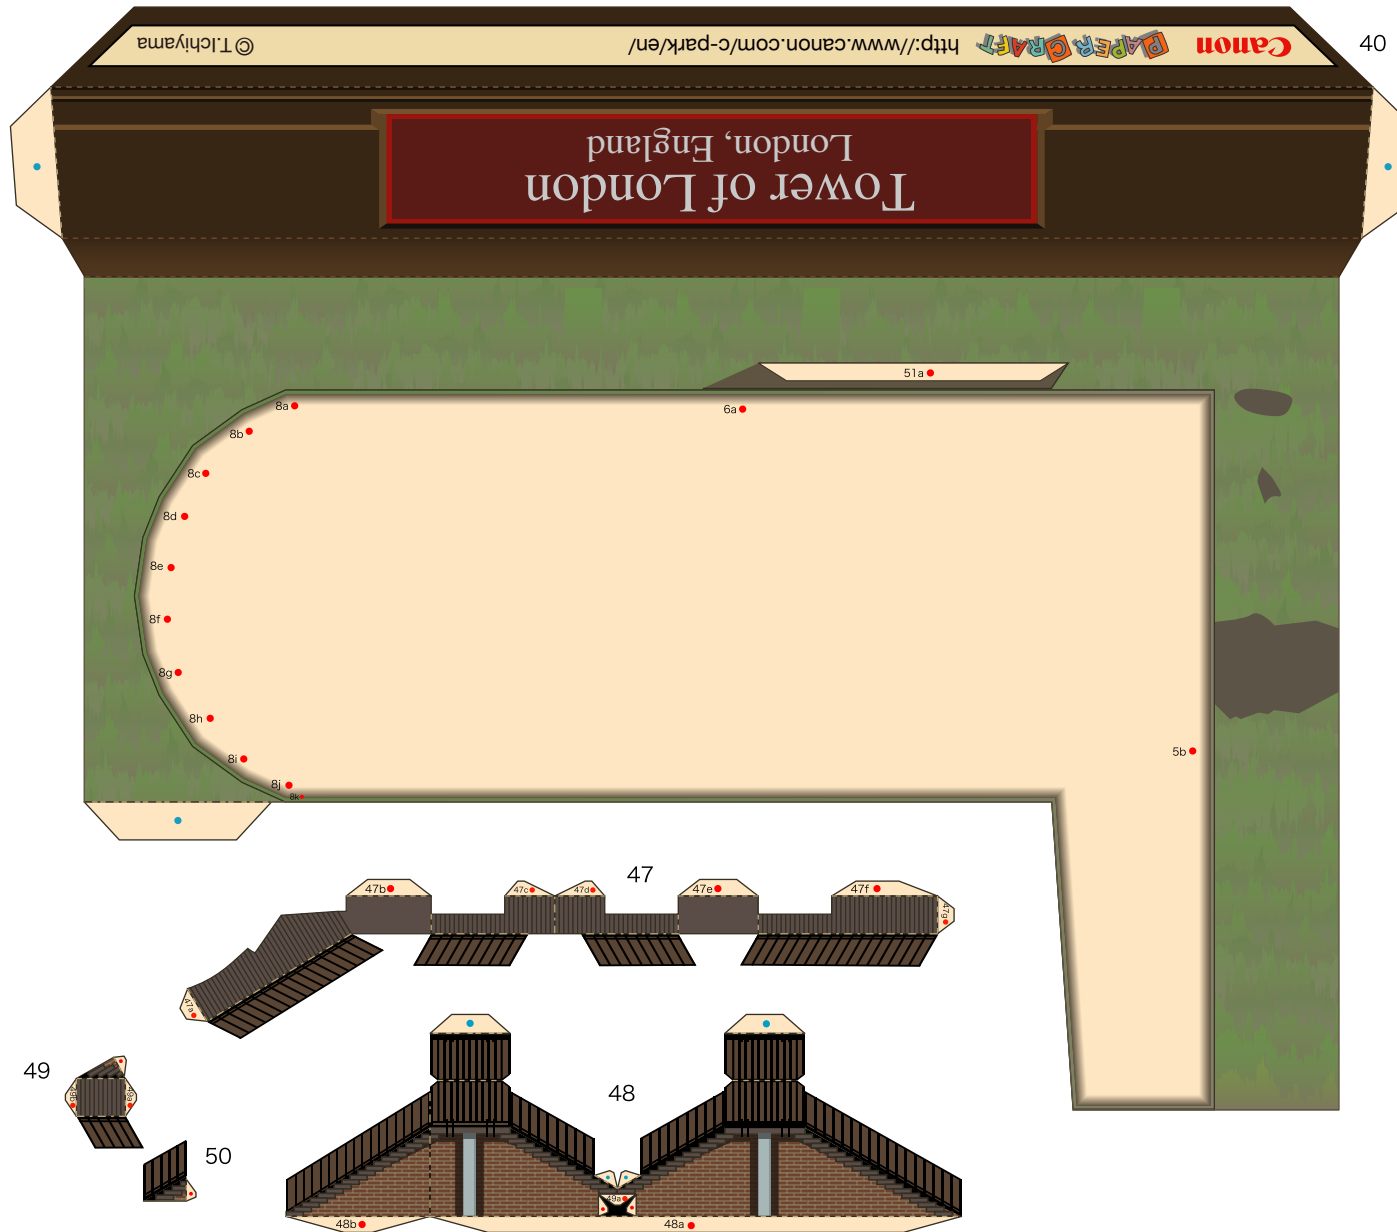 Canon PAPER CRAFT http://www.canon.com/c-park/en/ ©T.Ichiyama
40
Tower of London
London, England
51a
8a
6a
8b
8c
8d
8e
8f
8g
8h
5b
8i
8j
8k
47
47b
47c
47d
47e
47f
47g
47a
49
49b
49a
48
50
49a
48b
48a